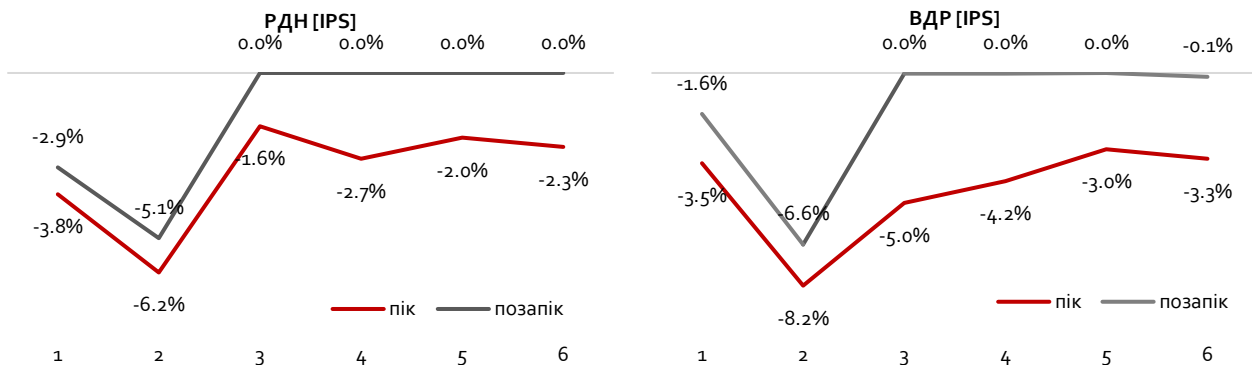 РДН [IPS]
0.0% 0.0% 0.0% 0.0%
-2.9%
-3.8%
-5.1%
-6.2%
-1.6%
-2.7%
-2.0%
-2.3%
пік позапік
1 2 3 4 5 6
ВДР [IPS]
0.0% 0.0% 0.0% -0.1%
-1.6%
-3.5%
-6.6%
-8.2%
-5.0%
-4.2%
-3.0%
-3.3%
пік позапік
1 2 3 4 5 6